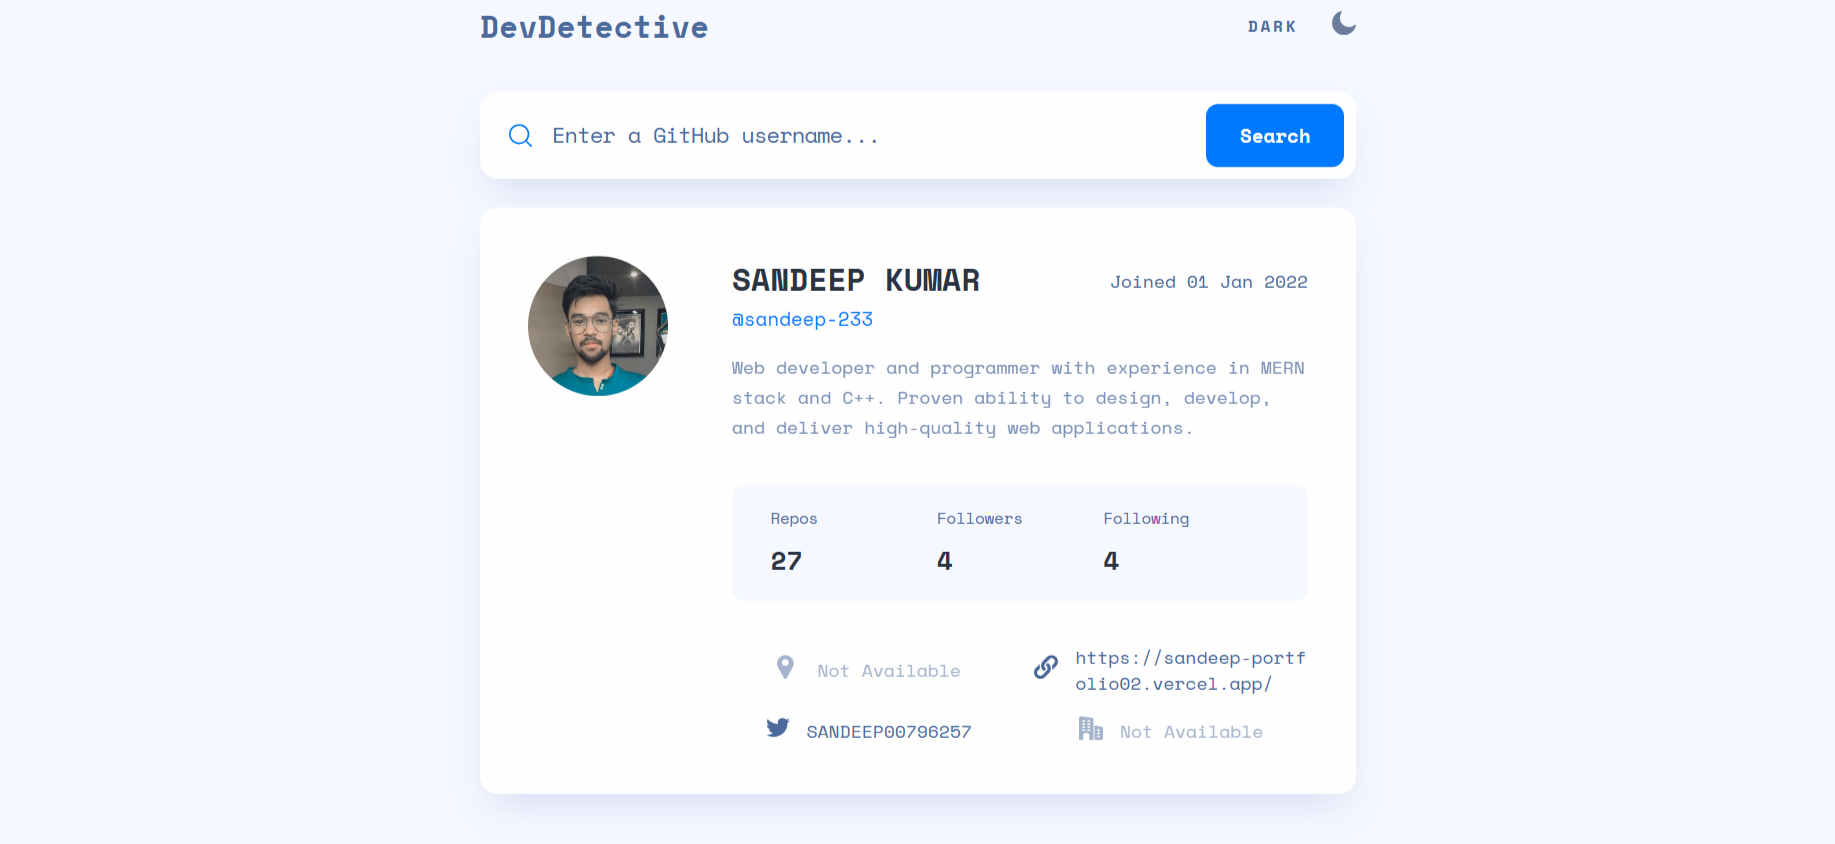 DevDetective
DARK
Enter a GitHub username...
Search
SANDEEP KUMAR
Joined 01 Jan 2022
@sandeep-233
Web developer and programmer with experience in MERN
stack and C++. Proven ability to design, develop,
and deliver high-quality web applications.
Repos
Followers
Following
27
4
4
Not Available
https://sandeep-portf
olio02.vercel.app/
SANDEEP00796257
Not Available